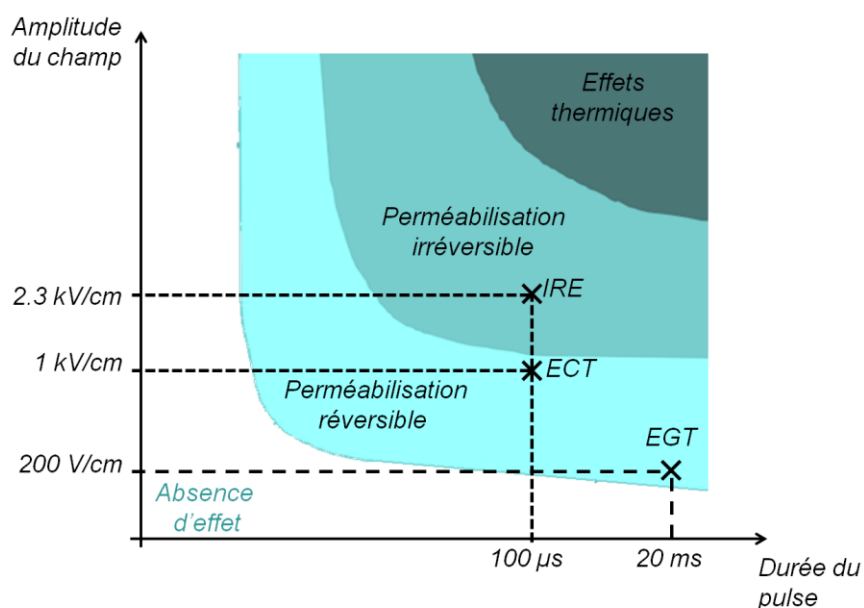 Amplitude
du champ
Effets
thermiques
Perméabilisation
irréversible
2.3 kV/cm
IRE
1 kV/cm
ECT
Perméabilisation
réversible
EGT
200 V/cm
Absence
d'effet
100 µs
20 ms
Durée du
pulse